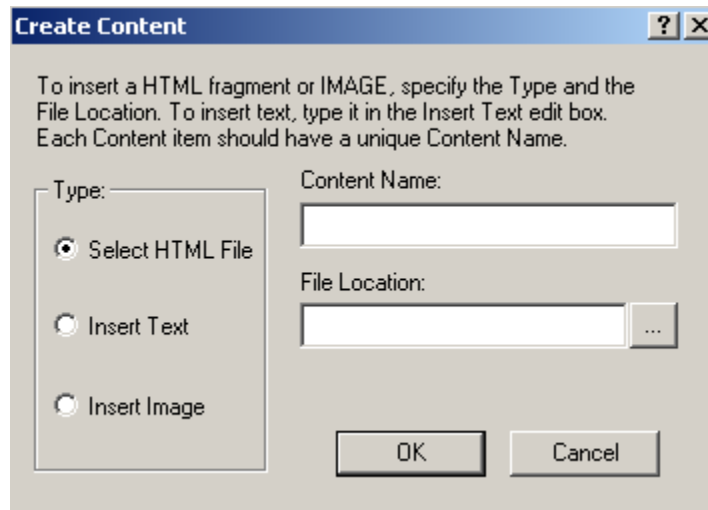 Create Content
To insert a HTML fragment or IMAGE, specify the Type and the
File Location. To insert text, type it in the Insert Text edit box.
Each Content item should have a unique Content Name.
Type:
Select HTML File
Insert Text
Insert Image
Content Name:
File Location:
...
OK
Cancel